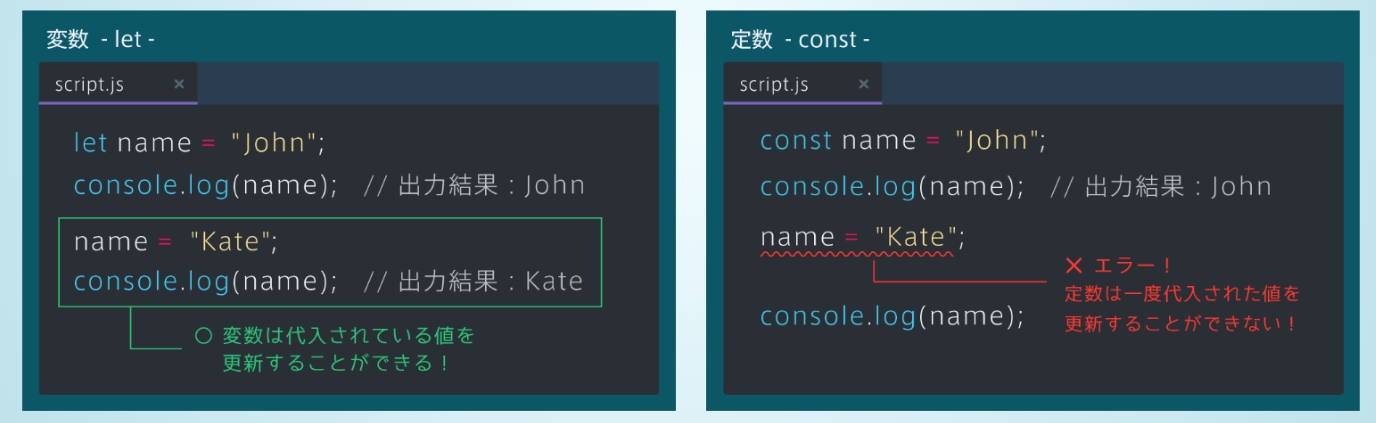 変数 - let -
script.js ×
let name = "John";
console.log(name); // 出力結果：John
name = "Kate";
console.log(name); // 出力結果：Kate
〇 変数は代入されている値を
更新することができる！
定数 - const -
script.js ×
const name = "John";
console.log(name); // 出力結果：John
name = "Kate";
× エラー！
定数は一度代入された値を
更新することができない！
console.log(name);